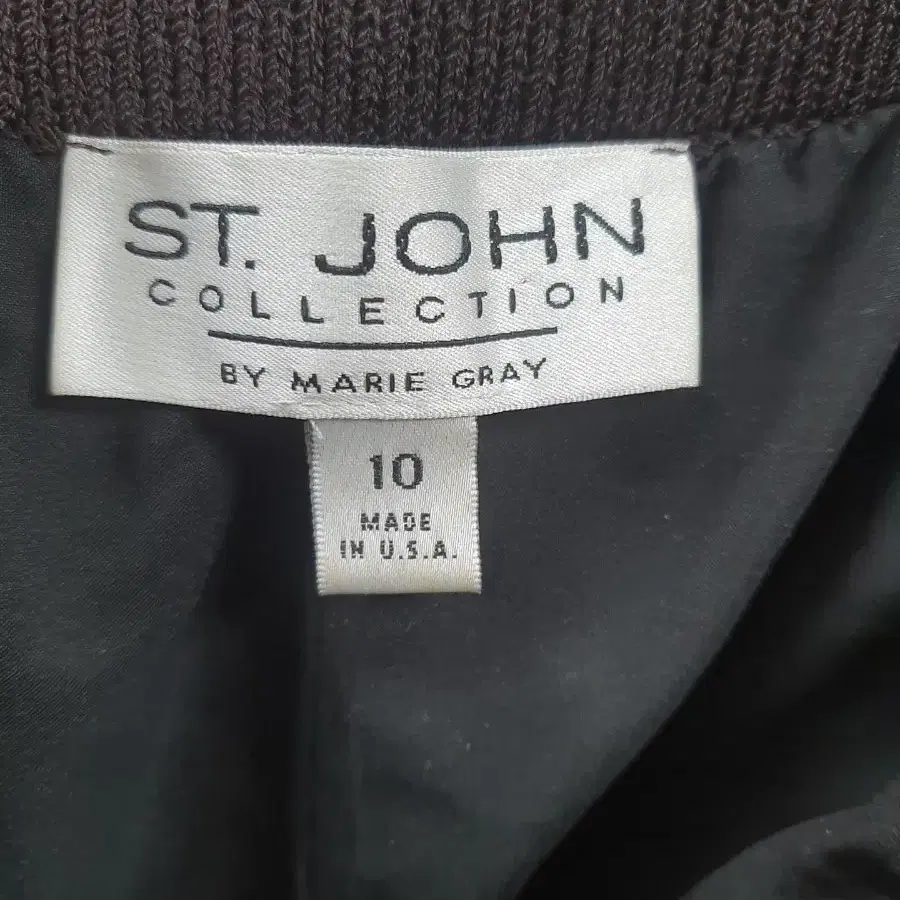 ST. JOHN
COLLECTION
BY MARIE GRAY
10
MADE
IN U.S.A.